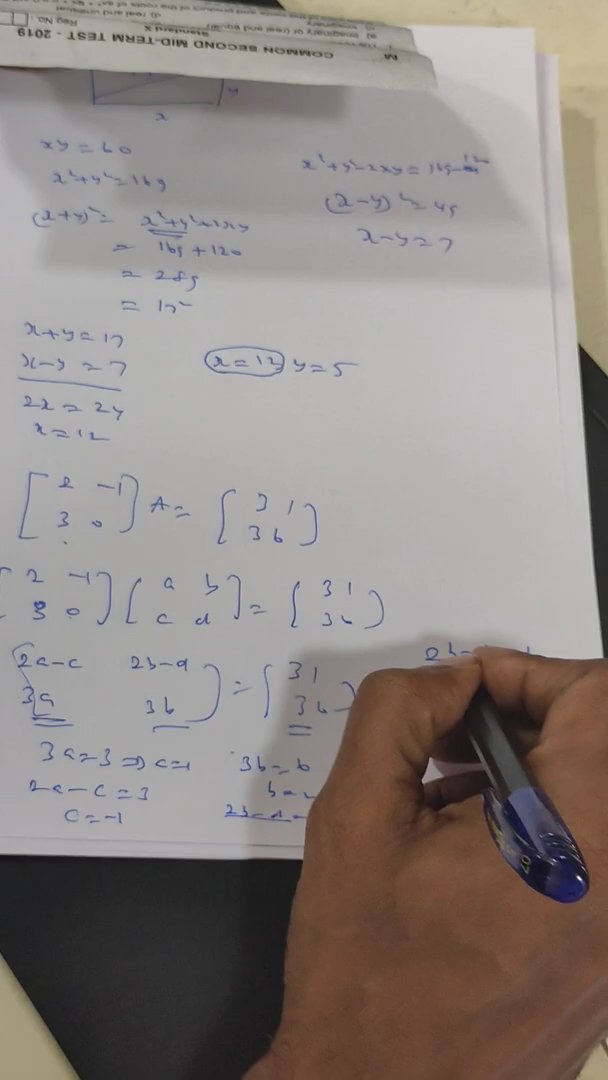 COMMON SECOND MID-TERM TEST - 2019
Standard X
Reg No.
x
y
xy = 60
x²+y² = 169
(x+y)² = x²+y²+2xy
= 169 + 120
= 289
= 17²
x²+y²-2xy = 169-120
(x-y)² = 49
x-y = 7
x+y = 17
x-y = 7
2x = 24
x = 12
x = 12, y = 5
[2 -1
3 0] A = [3 1
3 6]
[2 -1
3 0] [a b
c d] = [3 1
3 6]
[2a-c 2b-d
3a 3b] = [3 1
3 6]
3a=3 ⇒ a=1 3b = 6
2a-c = 3
c = -1